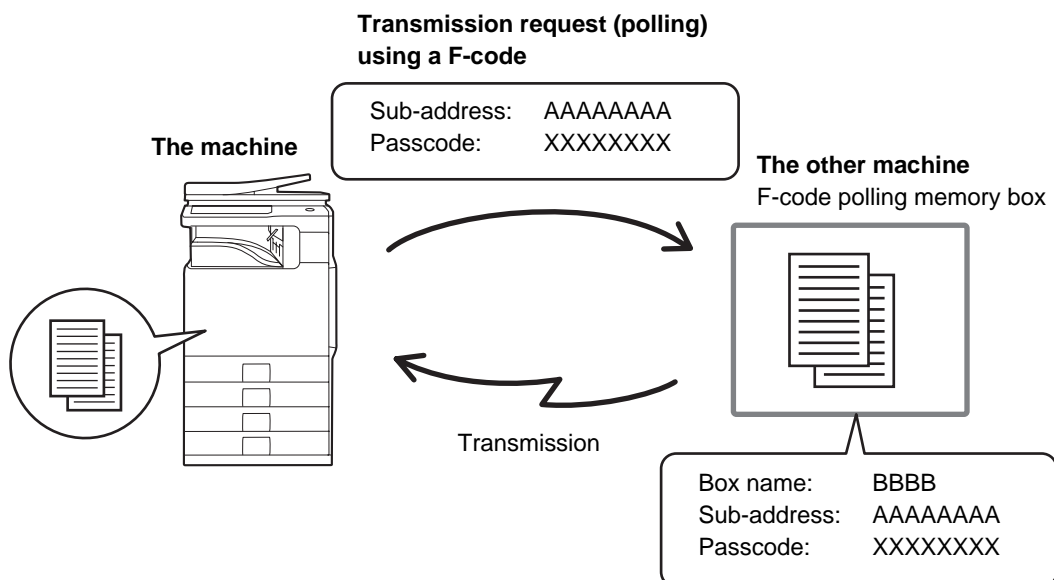 Transmission request (polling)
using a F-code
Sub-address: AAAAAAAA
Passcode: XXXXXXXX
The machine
The other machine
F-code polling memory box
Transmission
Box name: BBBB
Sub-address: AAAAAAAA
Passcode: XXXXXXXX